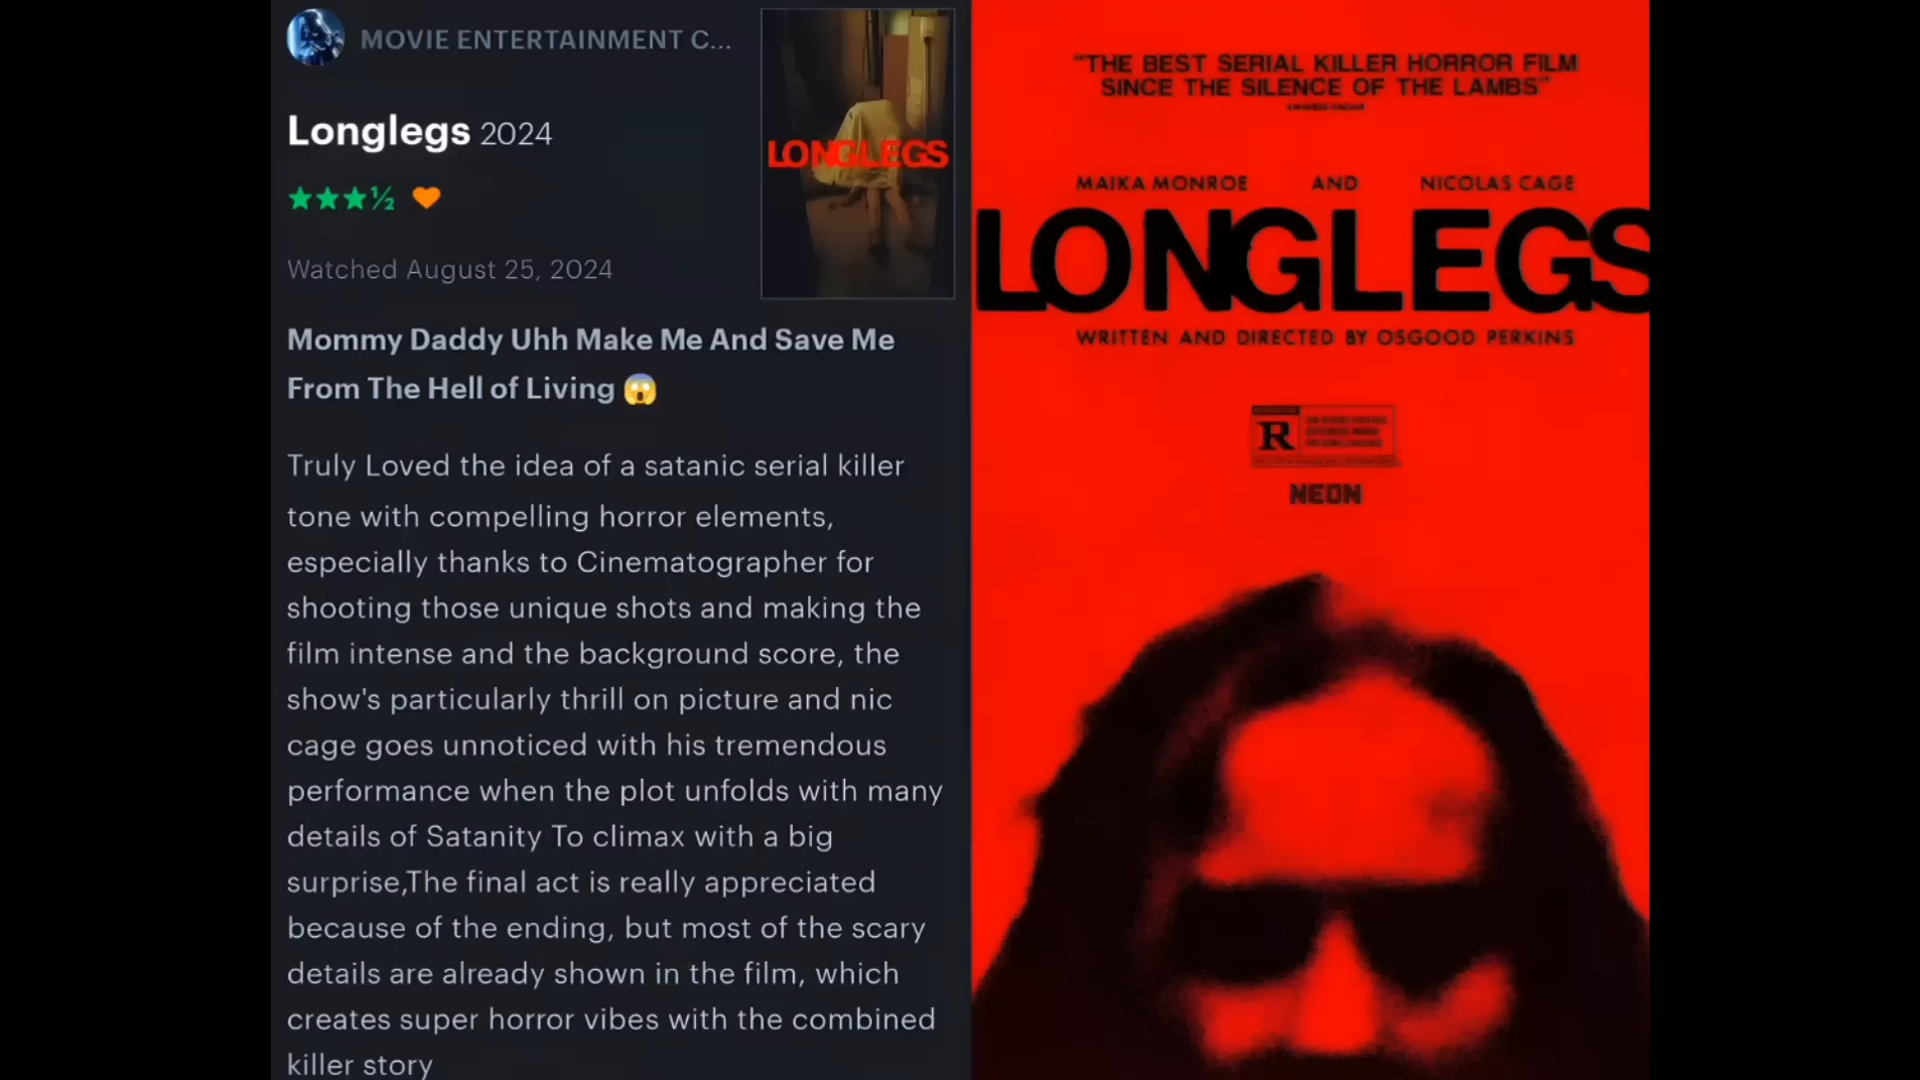 MOVIE ENTERTAINMENT C...
Longlegs 2024
★★★½
Watched August 25, 2024
LONGLEGS
Mommy Daddy Uhh Make Me And Save Me
From The Hell of Living 😱
Truly Loved the idea of a satanic serial killer
tone with compelling horror elements,
especially thanks to Cinematographer for
shooting those unique shots and making the
film intense and the background score, the
show's particularly thrill on picture and nic
cage goes unnoticed with his tremendous
performance when the plot unfolds with many
details of Satanity To climax with a big
surprise,The final act is really appreciated
because of the ending, but most of the scary
details are already shown in the film, which
creates super horror vibes with the combined
killer story
"THE BEST SERIAL KILLER HORROR FILM
SINCE THE SILENCE OF THE LAMBS"
MAIKA MONROE AND NICOLAS CAGE
LONGLEGS
WRITTEN AND DIRECTED BY OSGOOD PERKINS
R
NEON